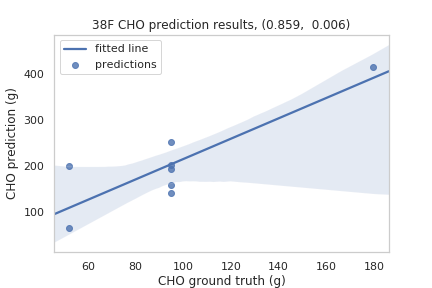 38F CHO prediction results, (0.859,  0.006)
fitted line
predictions
CHO prediction (g)
400
300
200
100
60 80 100 120 140 160 180
CHO ground truth (g)